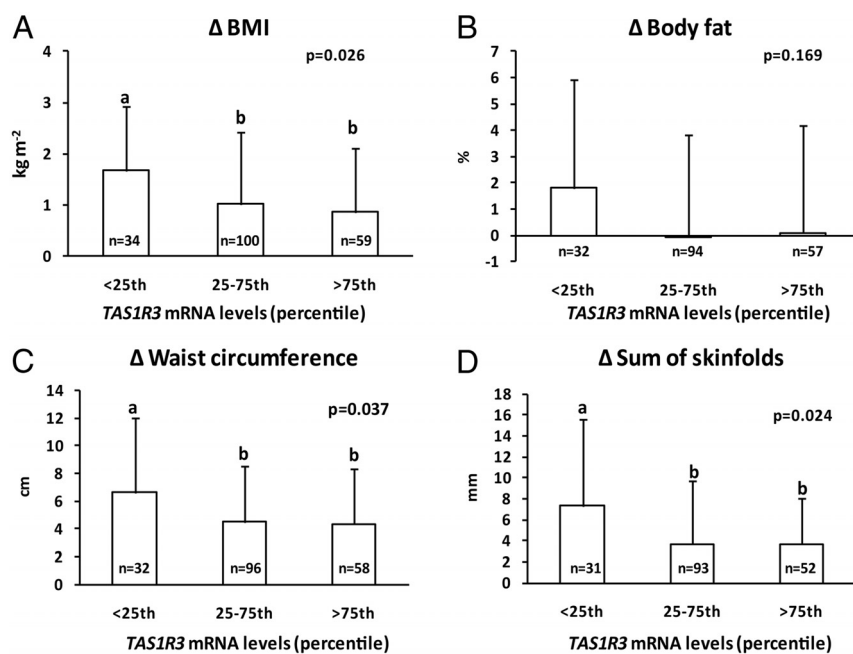 A
Δ BMI
p=0.026
4
3
2
1
0
kg m-2
a
b
b
n=34
n=100
n=59
<25th
25-75th
>75th
TAS1R3 mRNA levels (percentile)
B
Δ Body fat
p=0.169
7
6
5
4
3
2
1
0
-1
%
n=32
n=94
n=57
<25th
25-75th
>75th
TAS1R3 mRNA levels (percentile)
C
Δ Waist circumference
p=0.037
14
12
10
8
6
4
2
0
cm
a
b
b
n=32
n=96
n=58
<25th
25-75th
>75th
TAS1R3 mRNA levels (percentile)
D
Δ Sum of skinfolds
p=0.024
18
16
14
12
10
8
6
4
2
0
mm
a
b
b
n=31
n=93
n=52
<25th
25-75th
>75th
TAS1R3 mRNA levels (percentile)